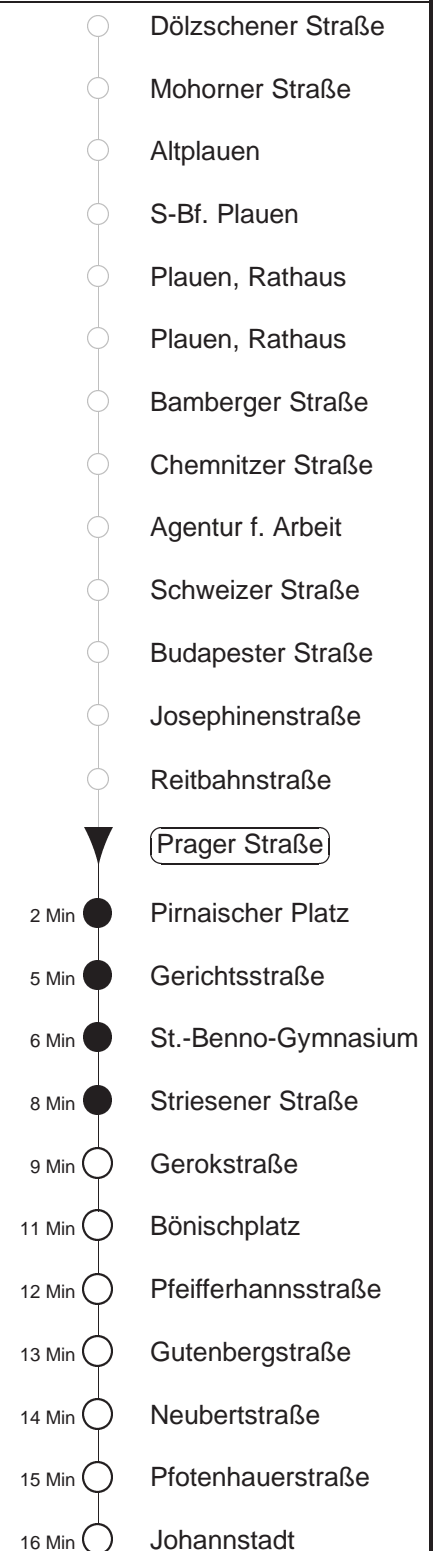 Dölzschener Straße
Mohorner Straße
Altplauen
S-Bf. Plauen
Plauen, Rathaus
Plauen, Rathaus
Bamberger Straße
Chemnitzer Straße
Agentur f. Arbeit
Schweizer Straße
Budapester Straße
Josephinenstraße
Reitbahnstraße
Prager Straße
2 Min Pirnaischer Platz
5 Min Gerichtsstraße
6 Min St.-Benno-Gymnasium
8 Min Striesener Straße
9 Min Gerokstraße
11 Min Bönischplatz
12 Min Pfeifferhannsstraße
13 Min Gutenbergstraße
14 Min Neubertstraße
15 Min Pfotenhauerstraße
16 Min Johannstadt